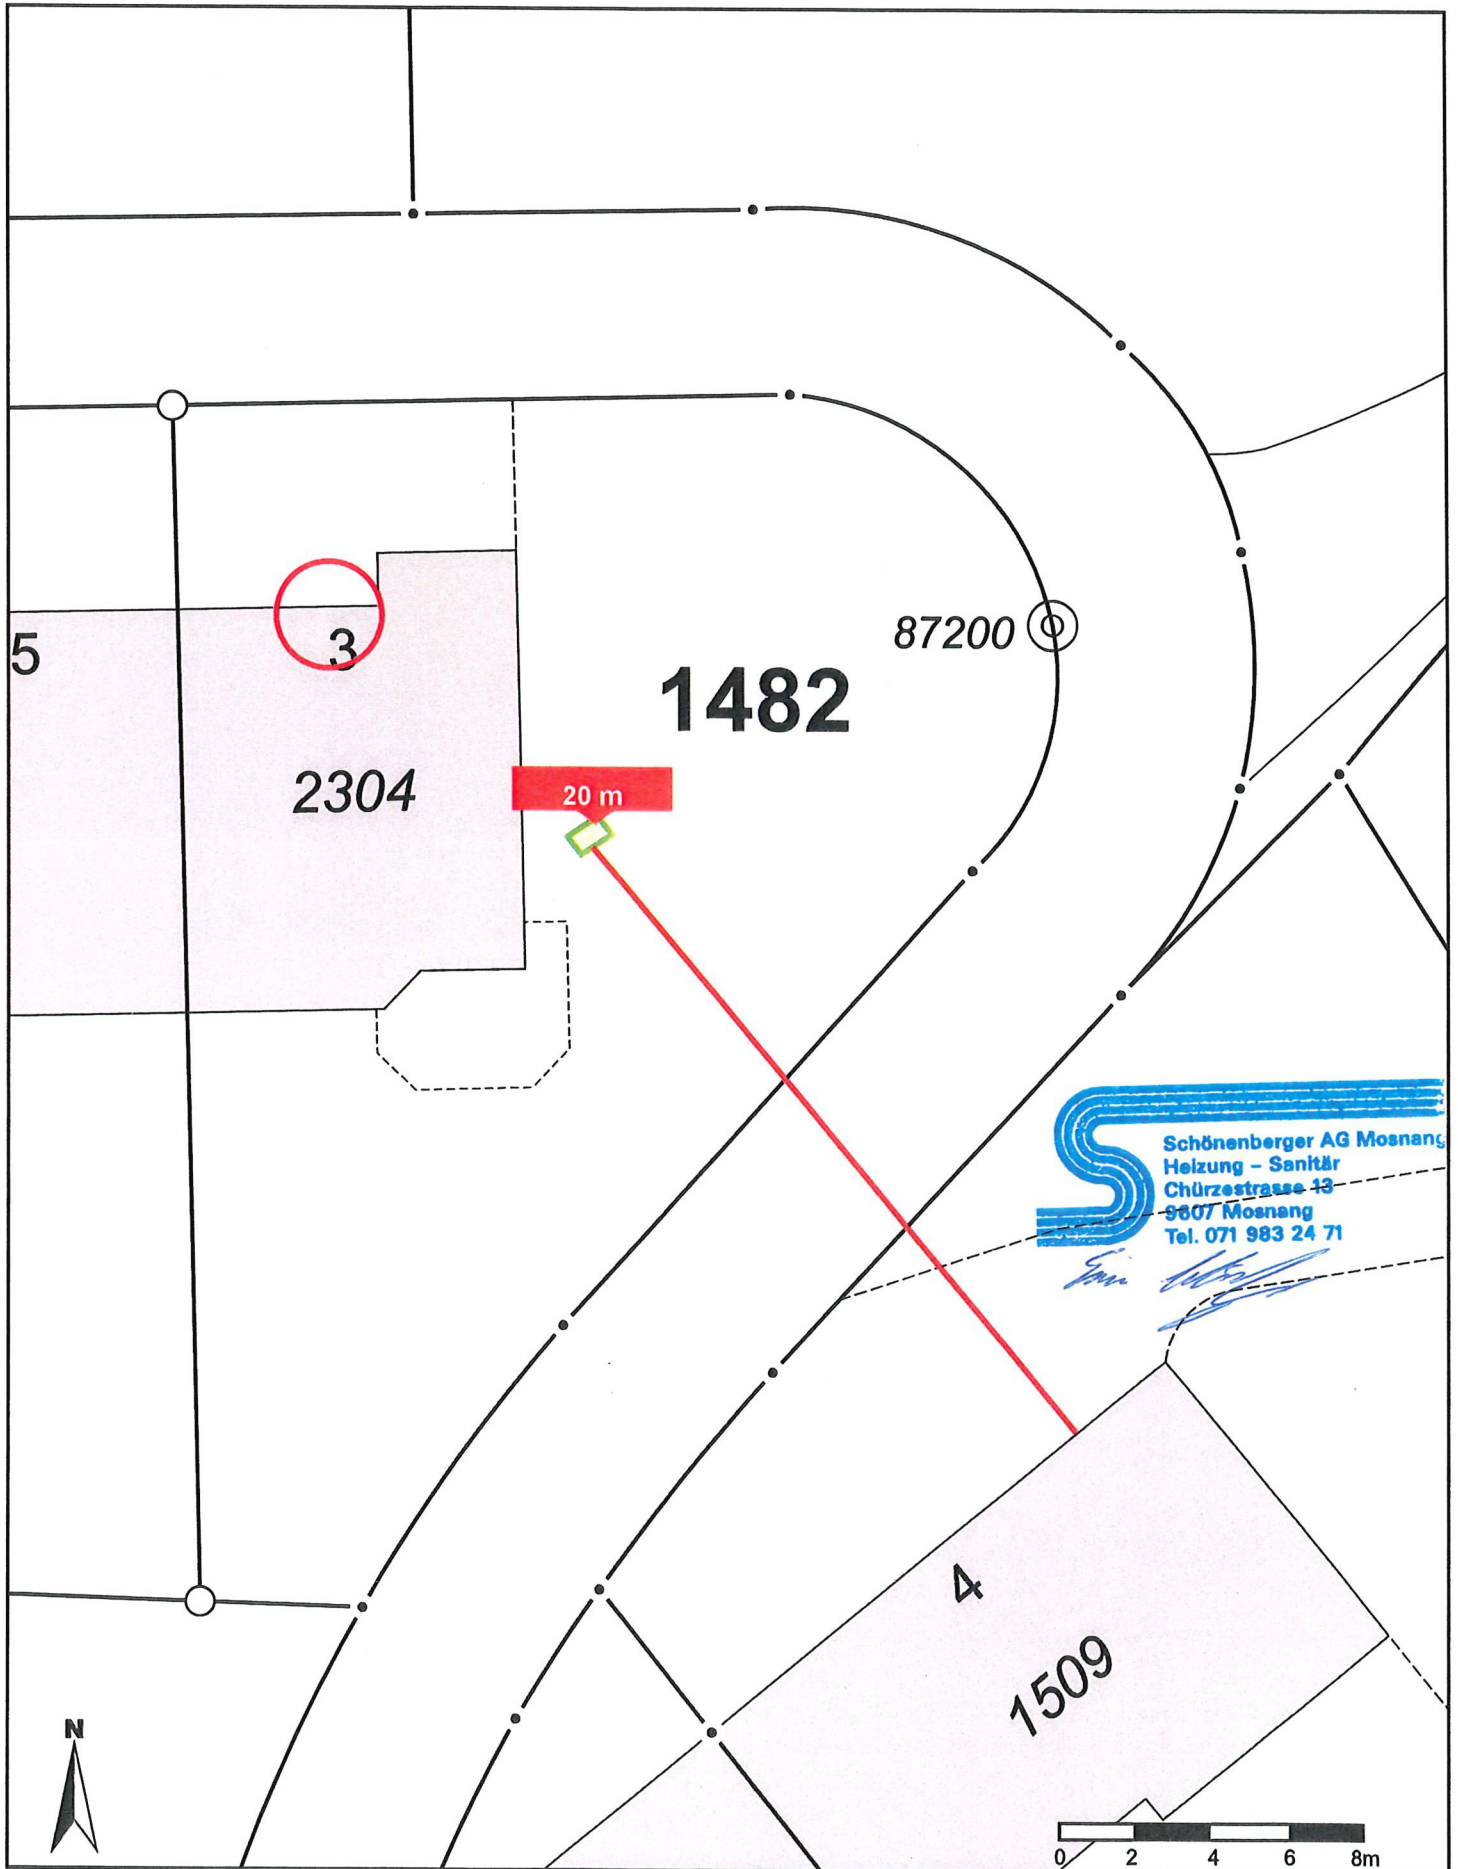 87200
5
3
1482
2304
20 m
Schönenberger AG Mosnang
Heizung – Sanitär
Chürzestrasse 13
9607 Mosnang
Tel. 071 983 24 71
4
1509
N
0 2 4 6 8m